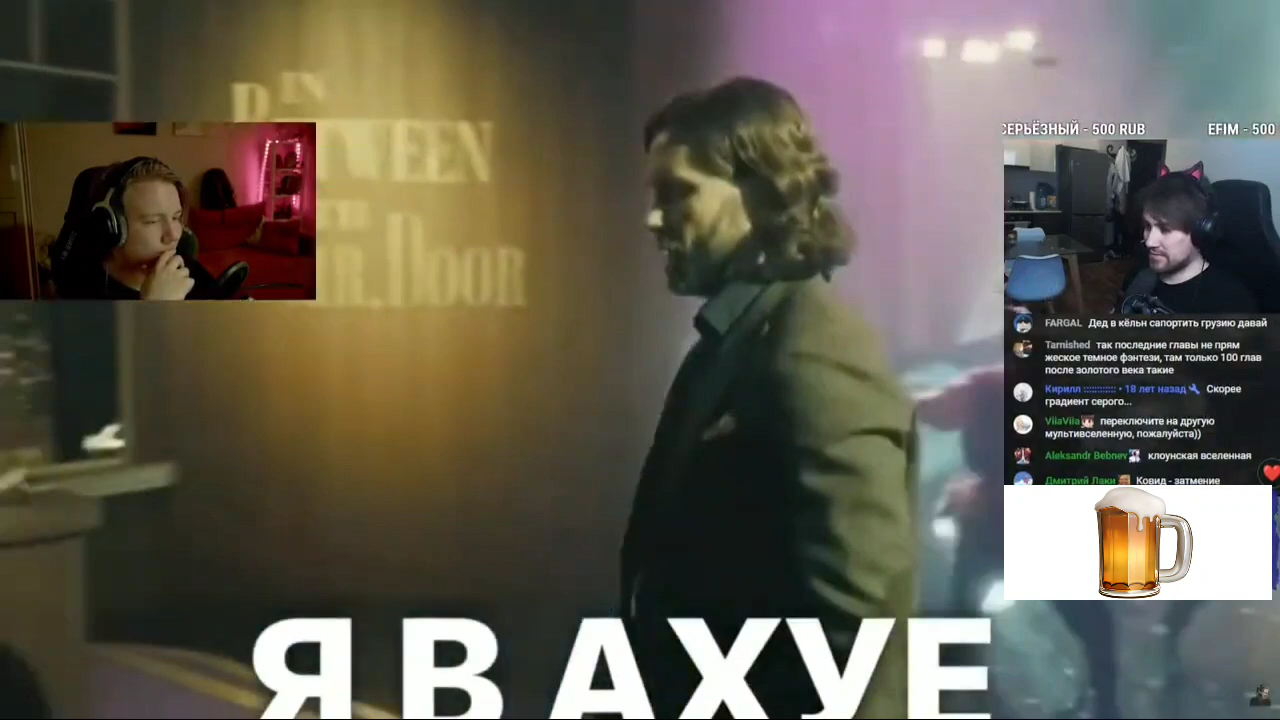 IN
B
TWEEN
DOOR
СЕРЬЁЗНЫЙ - 500 RUB
EFIM - 500
FARGAL Дед в кёльн сапортить грузию давай
Tarnished так последние главы не прям
жеское темное фэнтези, там только 100 глав
после золотого века такие
Кирилл :::::::::::: • 18 лет назад Скорее
градиент серого...
VilaVila переключите на другую
мультивселенную, пожалуйста))
Aleksandr Bebnev клоунская вселенная
Дмитрий Лаки Ковид - затмение
Я В АХУЕ